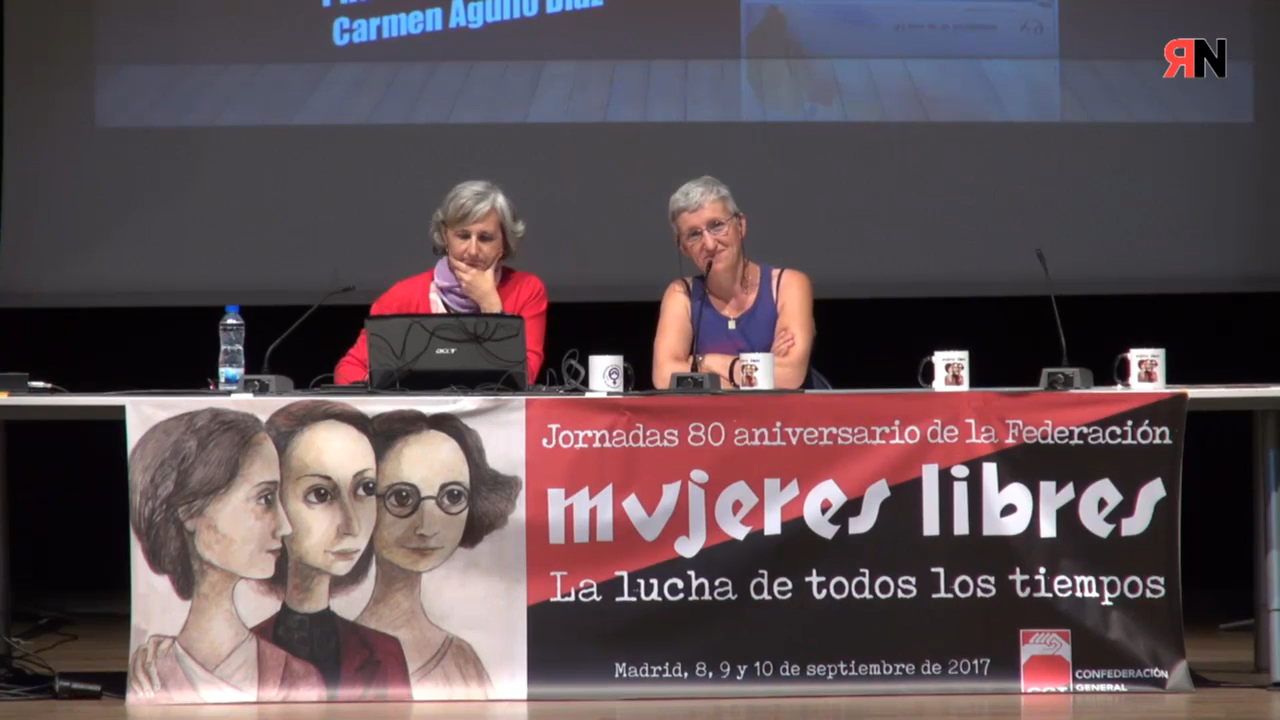 Carmen Agulló Díaz
RN
acer
Jornadas 80 aniversario de la Federación
mujeres libres
La lucha de todos los tiempos
Madrid, 8, 9 y 10 de septiembre de 2017
CONFEDERACIÓN
GENERAL